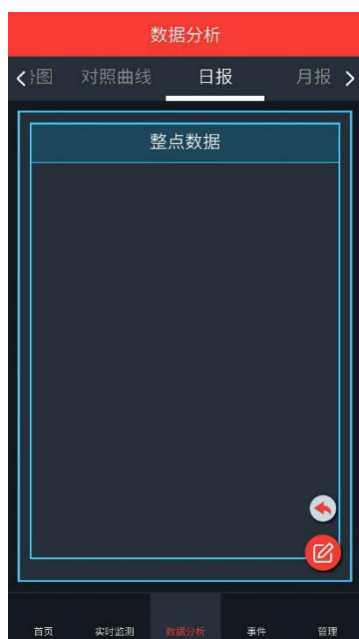 数据分析
图
对照曲线
日报
月报
整点数据
首页
实时监测
数据分析
事件
管理